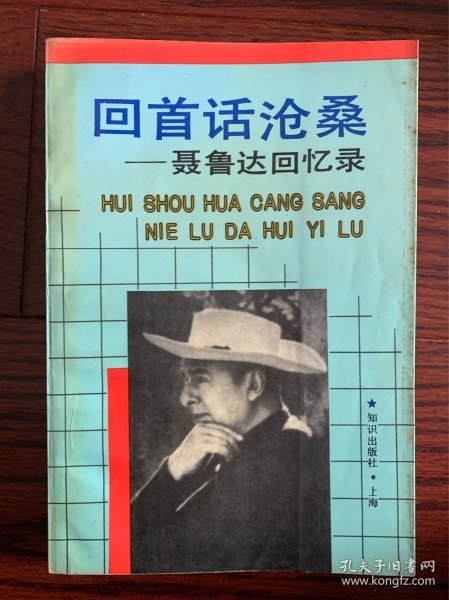 回首话沧桑
——聂鲁达回忆录
HUI SHOU HUA CANG SANG
NIE LU DA HUI YI LU
★知识出版社·上海
孔夫子旧书网
www.kongfz.com